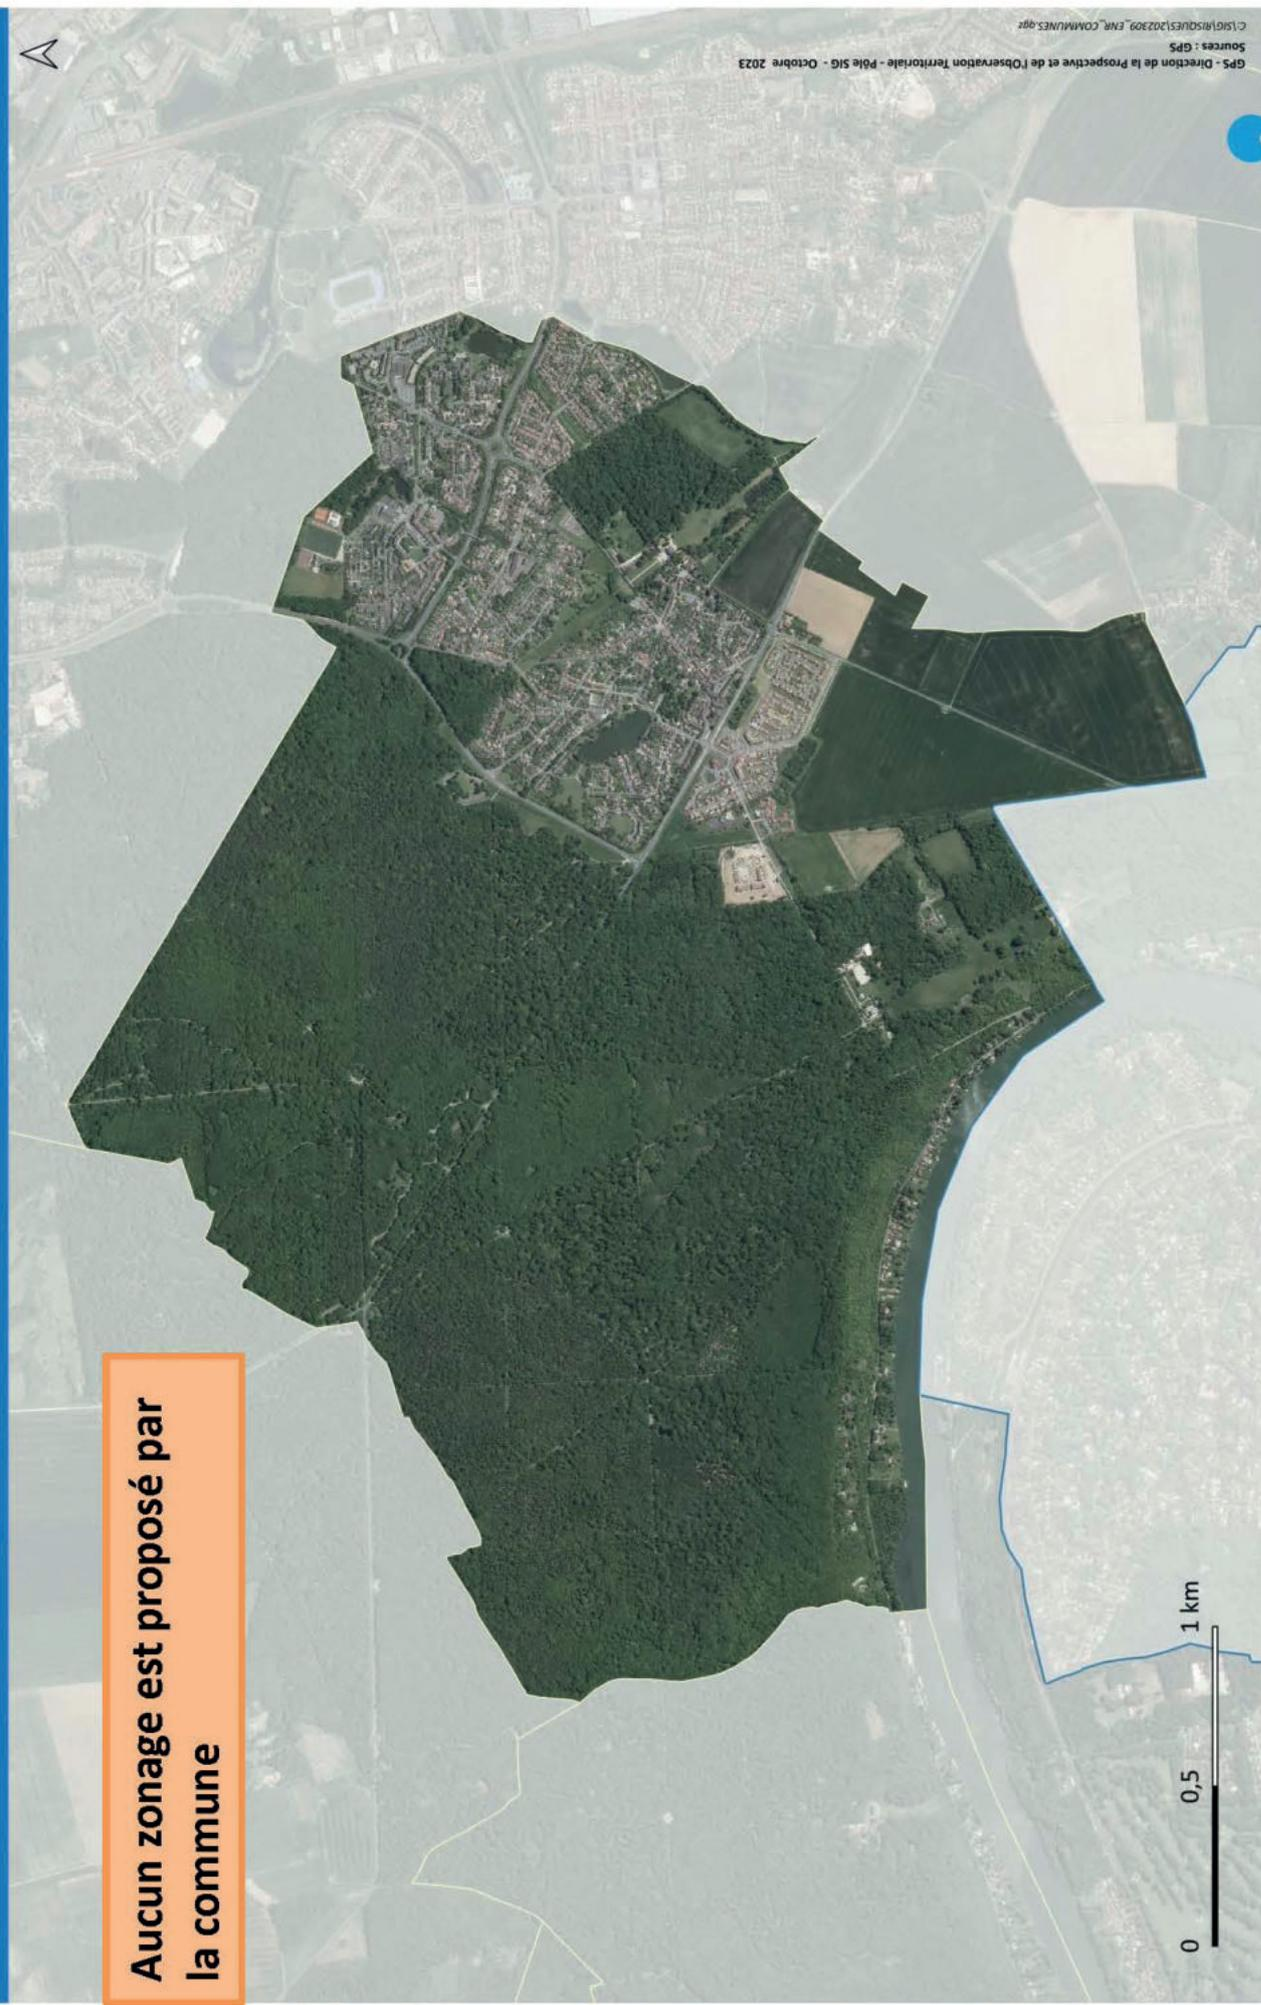 Aucun zonage est proposé par
la commune
0 0,5 1 km
GPS - Direction de la Prospective et de l'Observation Territoriale - Pôle SIG - Octobre 2023
Sources : GPS
C:\SIG\RISQUES\202309_ENR_COMMUNES.qgz